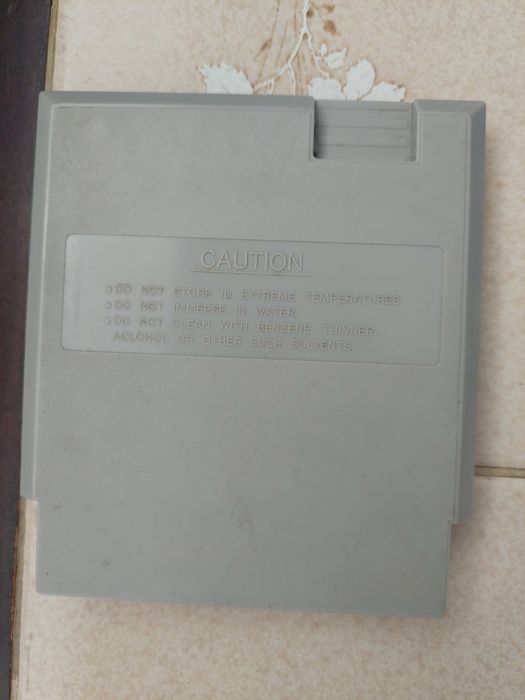 CAUTION
DO NOT STORE IN EXTREME TEMPERATURES
DO NOT IMMERSE IN WATER
DO NOT CLEAN WITH BENZENE THINNER
ACLOHOL OR OTHER SUCH SOLVENTS